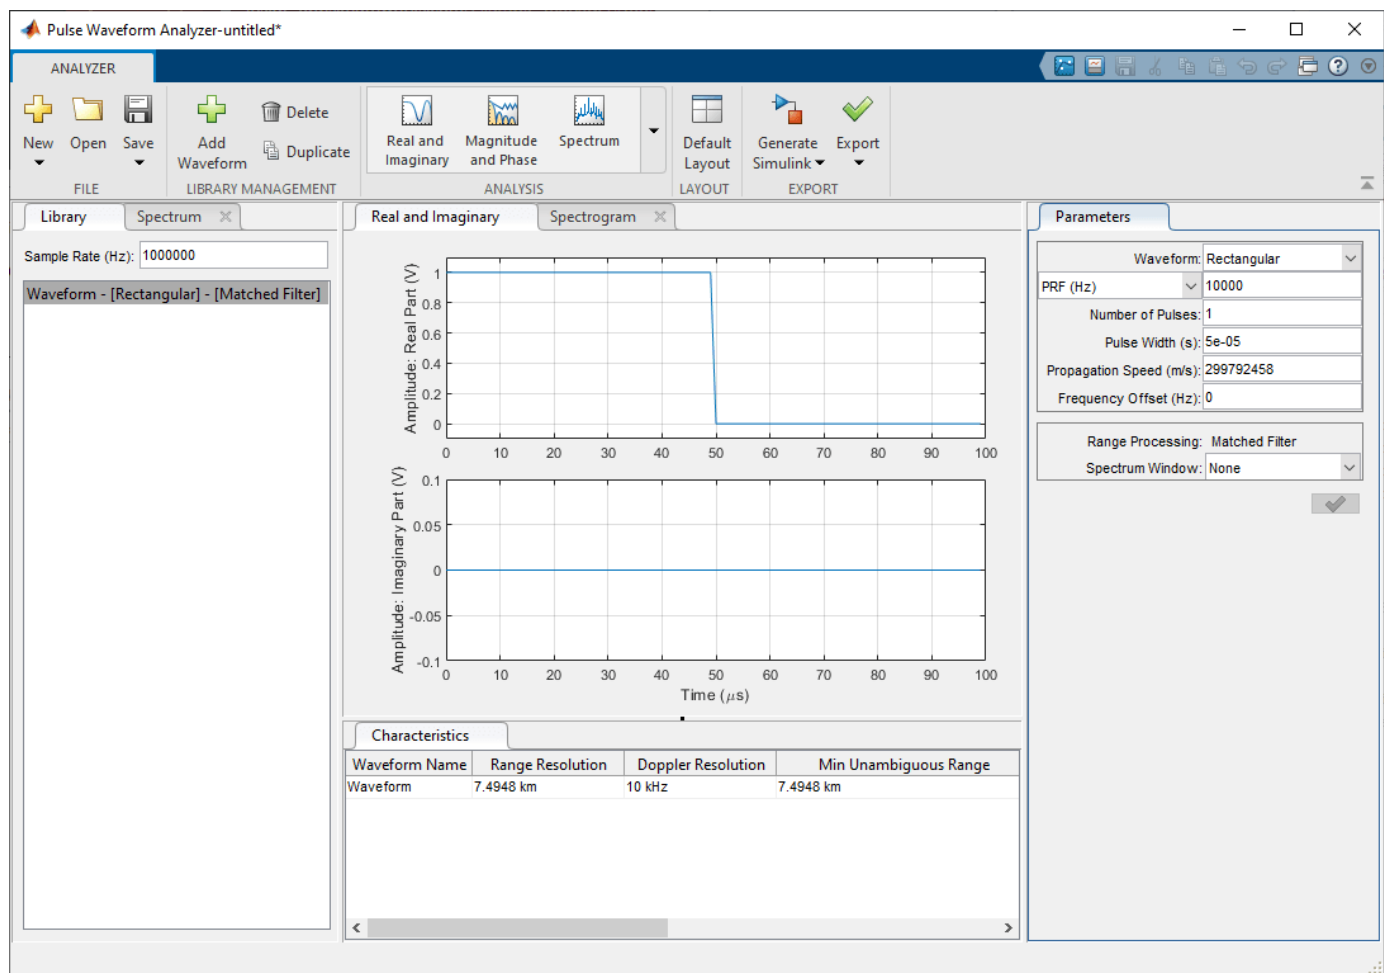 Pulse Waveform Analyzer-untitled*
ANALYZER
New
Open
Save
Add
Waveform
Delete
Duplicate
Real and
Imaginary
Magnitude
and Phase
Spectrum
Default
Layout
Generate
Simulink
Export
FILE
LIBRARY MANAGEMENT
ANALYSIS
LAYOUT
EXPORT
Library
Spectrum
Sample Rate (Hz): 1000000
Waveform - [Rectangular] - [Matched Filter]
Real and Imaginary
Spectrogram
Amplitude: Real Part (V)
1
0.8
0.6
0.4
0.2
0
0 10 20 30 40 50 60 70 80 90 100
Amplitude: Imaginary Part (V)
0.1
0.05
0
-0.05
-0.1
0 10 20 30 40 50 60 70 80 90 100
Time (μs)
Characteristics
Waveform Name Range Resolution Doppler Resolution Min Unambiguous Range
Waveform 7.4948 km 10 kHz 7.4948 km
Parameters
Waveform: Rectangular
PRF (Hz) 10000
Number of Pulses: 1
Pulse Width (s): 5e-05
Propagation Speed (m/s): 299792458
Frequency Offset (Hz): 0
Range Processing: Matched Filter
Spectrum Window: None